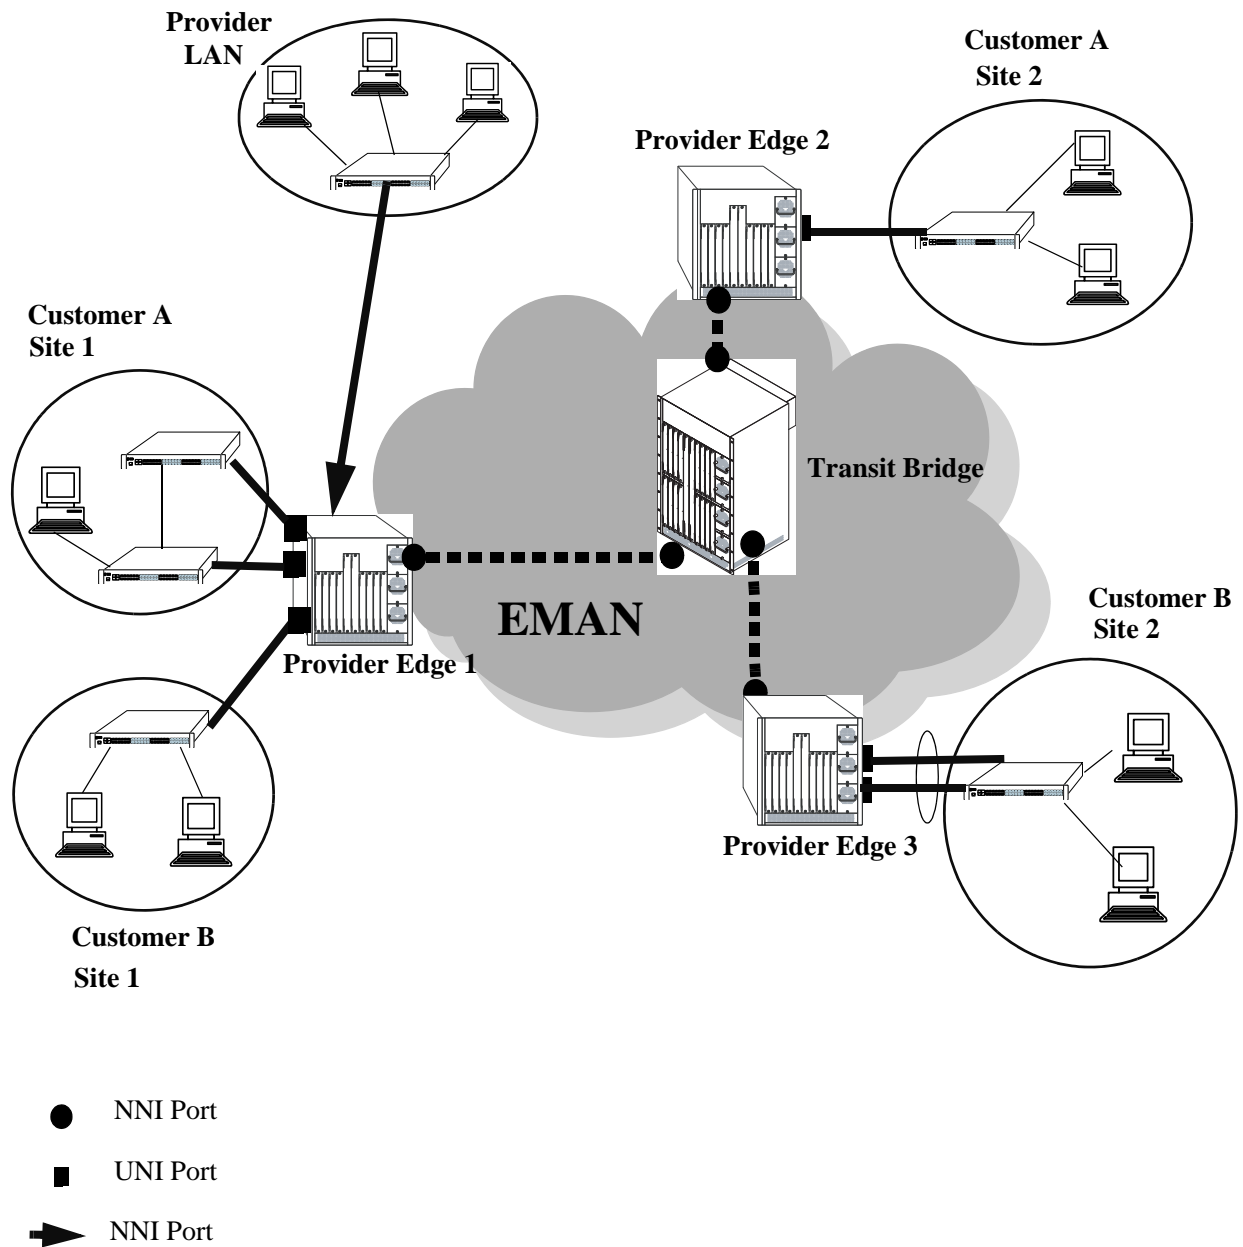 Provider
LAN
Customer A
Site 2
Provider Edge 2
Customer A
Site 1
Transit Bridge
EMAN
Customer B
Site 2
Provider Edge 1
Provider Edge 3
Customer B
Site 1
NNI Port
UNI Port
NNI Port